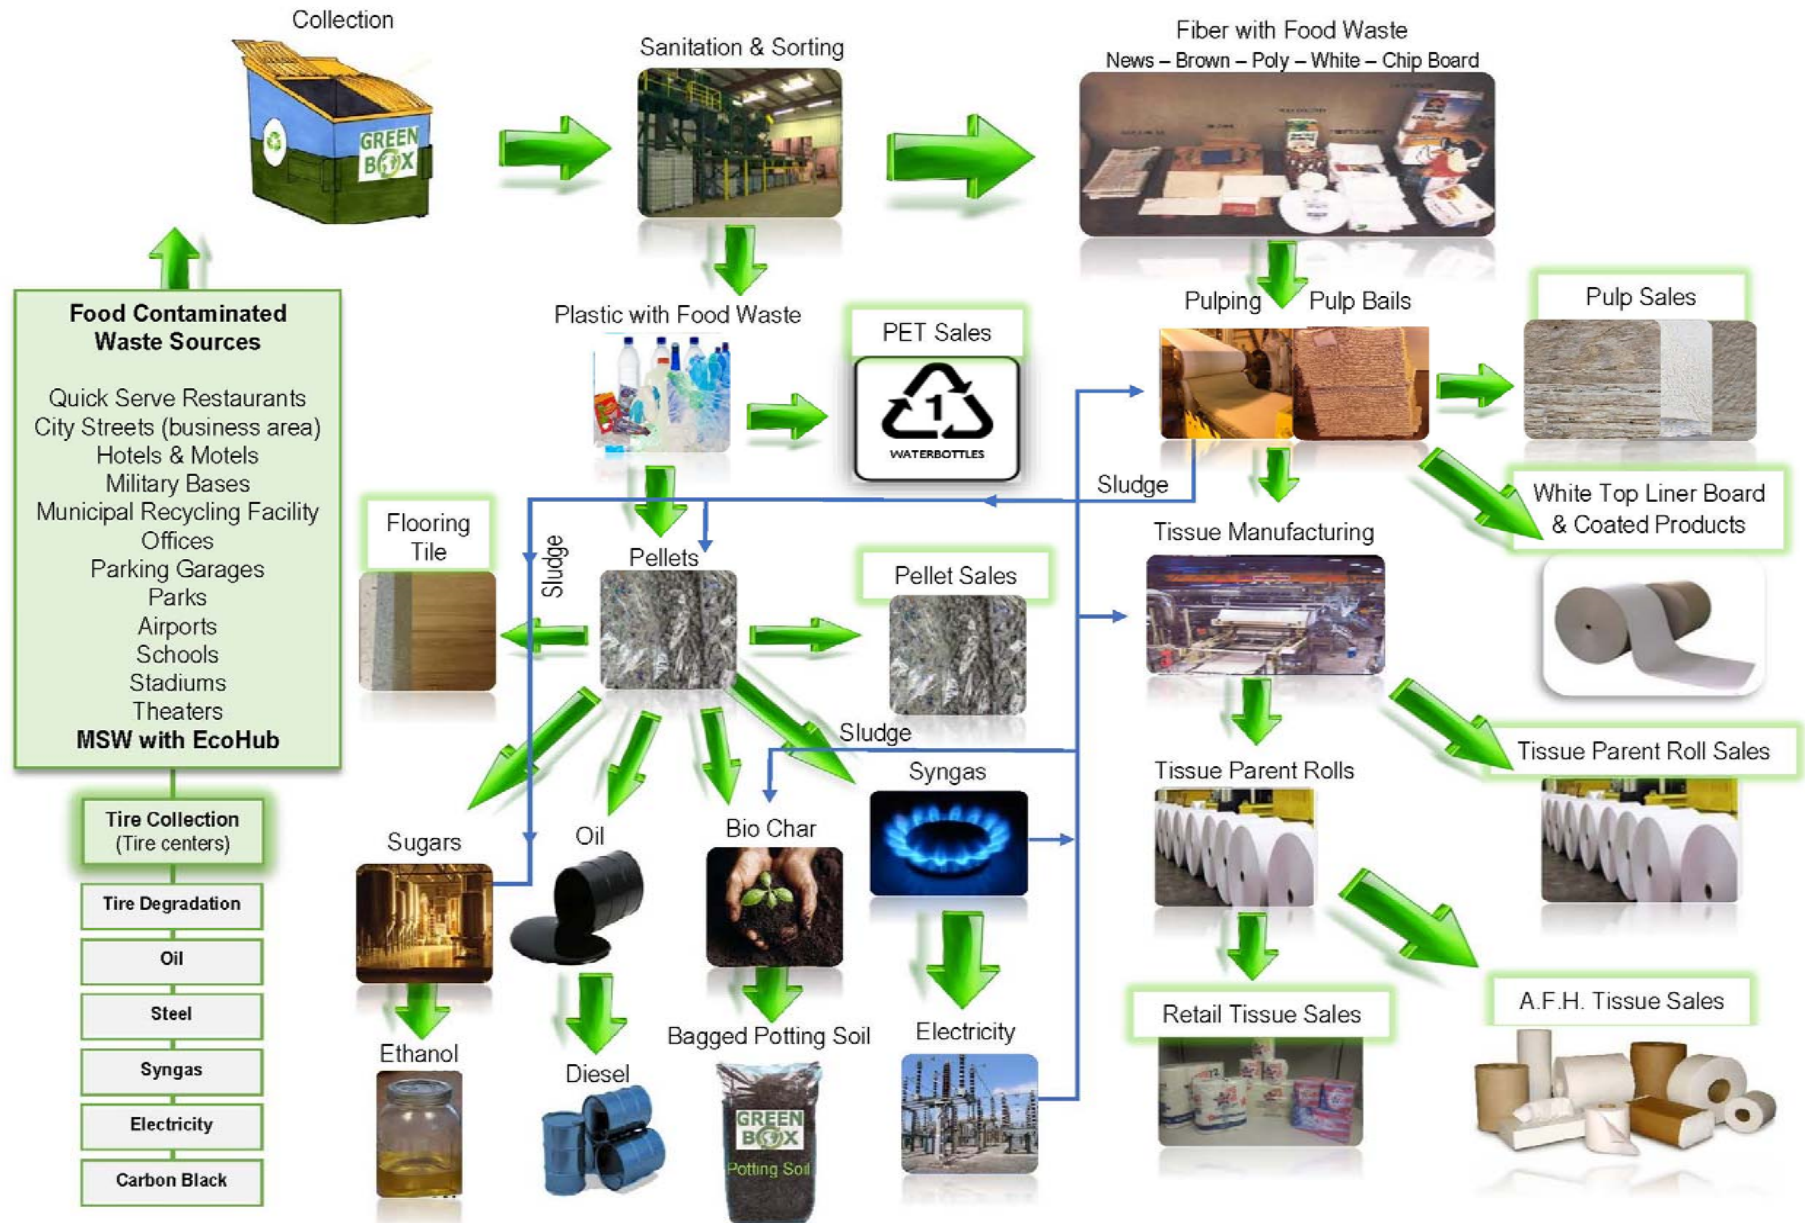 Collection
GREEN
BOX
Sanitation & Sorting
Fiber with Food Waste
News – Brown – Poly – White – Chip Board
Food Contaminated
Waste Sources
Quick Serve Restaurants
City Streets (business area)
Hotels & Motels
Military Bases
Municipal Recycling Facility
Offices
Parking Garages
Parks
Airports
Schools
Stadiums
Theaters
MSW with EcoHub
Tire Collection
(Tire centers)
Tire Degradation
Oil
Steel
Syngas
Electricity
Carbon Black
Plastic with Food Waste
PET Sales
1
WATERBOTTLES
Pulping
Pulp Bails
Pulp Sales
Sludge
White Top Liner Board
& Coated Products
Flooring
Tile
Sludge
Pellets
Pellet Sales
Tissue Manufacturing
Sludge
Syngas
Tissue Parent Rolls
Tissue Parent Roll Sales
Sugars
Oil
Bio Char
Ethanol
Diesel
Bagged Potting Soil
GREEN
BOX
Potting Soil
Electricity
Retail Tissue Sales
A.F.H. Tissue Sales